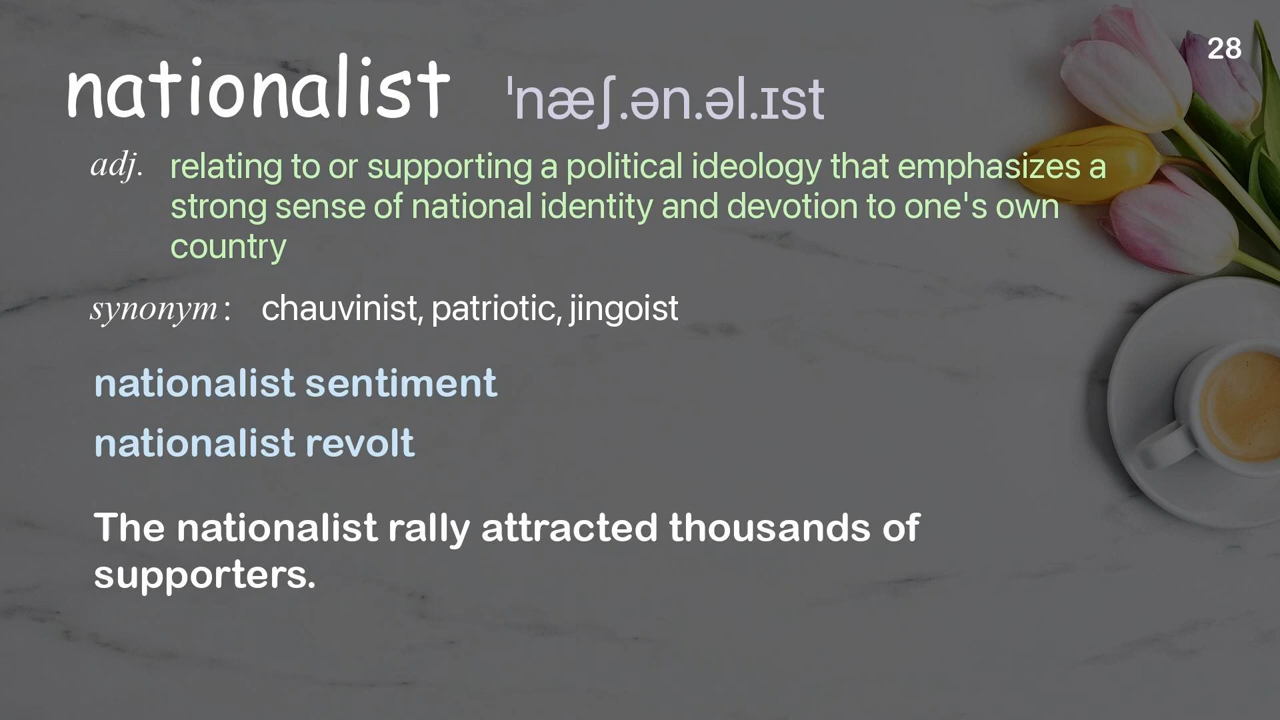 28
nationalist ˈnæʃ.ən.əl.ɪst
adj. relating to or supporting a political ideology that emphasizes a
strong sense of national identity and devotion to one's own
country
synonym: chauvinist, patriotic, jingoist
nationalist sentiment
nationalist revolt
The nationalist rally attracted thousands of
supporters.